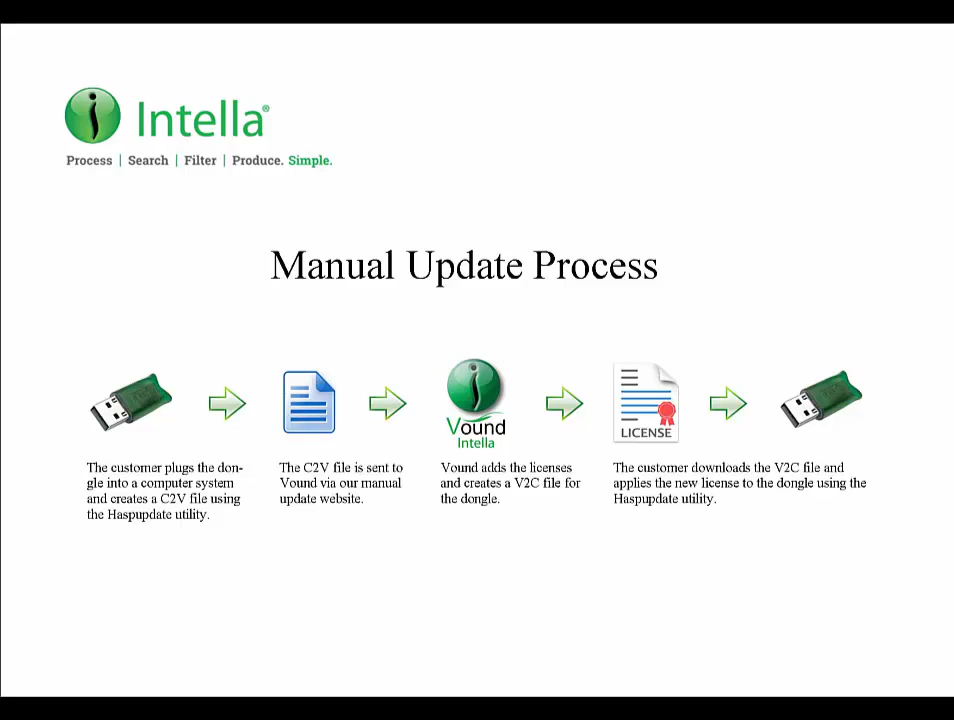 Intella®
Process | Search | Filter | Produce. Simple.
Manual Update Process
Vound
Intella
LICENSE
The customer plugs the don-
gle into a computer system
and creates a C2V file using
the Haspupdate utility.
The C2V file is sent to
Vound via our manual
update website.
Vound adds the licenses
and creates a V2C file for
the dongle.
The customer downloads the V2C file and
applies the new license to the dongle using the
Haspupdate utility.